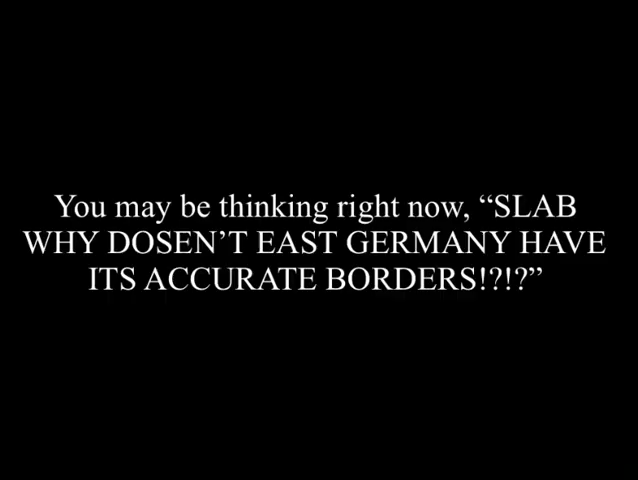 You may be thinking right now, “SLAB
WHY DOSEN’T EAST GERMANY HAVE
ITS ACCURATE BORDERS!?!?”